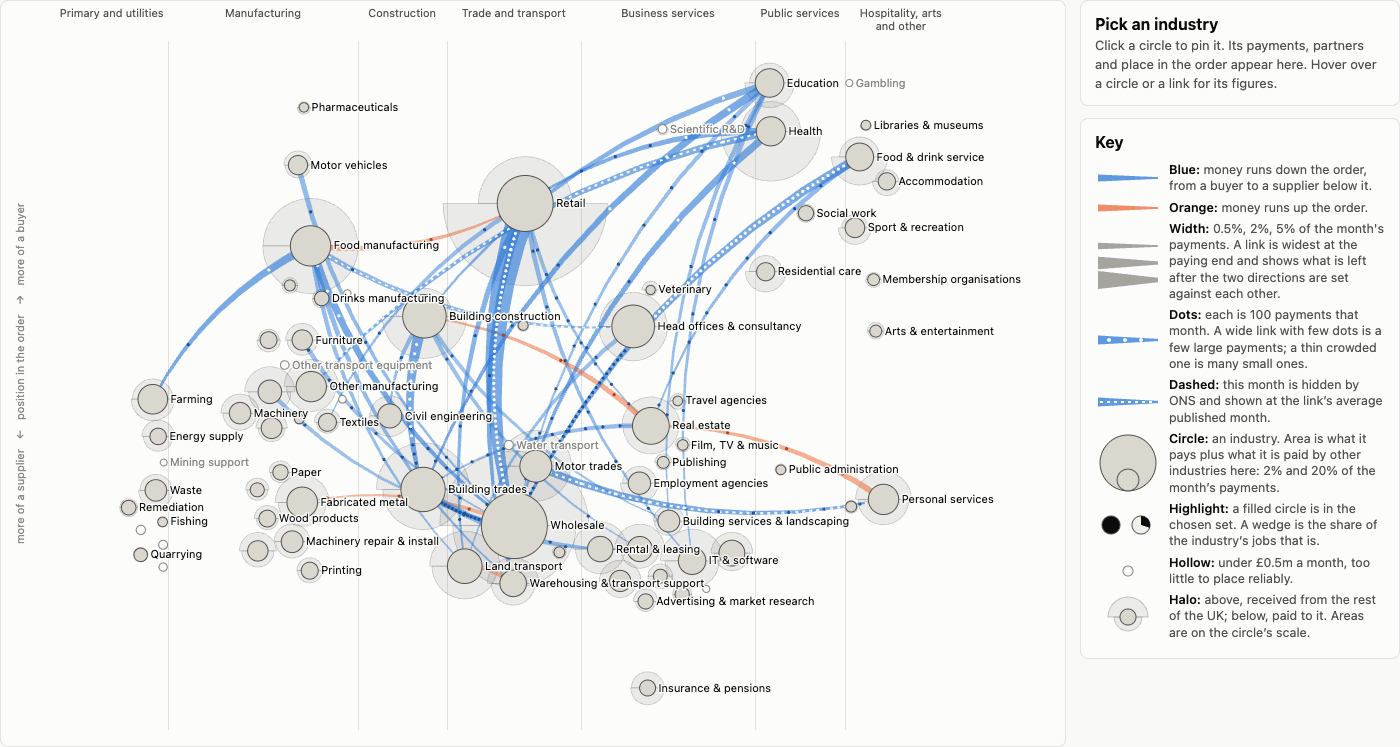 Primary and utilities
Manufacturing
Construction
Trade and transport
Business services
Public services
Hospitality, arts
and other
more of a supplier ← position in the order → more of a buyer
Education
Gambling
Pharmaceuticals
Scientific R&D
Health
Libraries & museums
Motor vehicles
Food & drink service
Accommodation
Retail
Social work
Sport & recreation
Food manufacturing
Residential care
Membership organisations
Veterinary
Drinks manufacturing
Building construction
Head offices & consultancy
Arts & entertainment
Furniture
Other transport equipment
Other manufacturing
Farming
Travel agencies
Machinery
Civil engineering
Textiles
Real estate
Energy supply
Water transport
Film, TV & music
Mining support
Motor trades
Publishing
Public administration
Paper
Employment agencies
Waste
Building trades
Personal services
Fabricated metal
Remediation
Fishing
Wood products
Wholesale
Building services & landscaping
Machinery repair & install
Rental & leasing
Quarrying
IT & software
Land transport
Printing
Warehousing & transport support
Advertising & market research
Insurance & pensions
Pick an industry
Click a circle to pin it. Its payments, partners
and place in the order appear here. Hover over
a circle or a link for its figures.
Key
Blue: money runs down the order,
from a buyer to a supplier below it.
Orange: money runs up the order.
Width: 0.5%, 2%, 5% of the month's
payments. A link is widest at the
paying end and shows what is left
after the two directions are set
against each other.
Dots: each is 100 payments that
month. A wide link with few dots is a
few large payments; a thin crowded
one is many small ones.
Dashed: this month is hidden by
ONS and shown at the link's average
published month.
Circle: an industry. Area is what it
pays plus what it is paid by other
industries here: 2% and 20% of the
month's payments.
Highlight: a filled circle is in the
chosen set. A wedge is the share of
the industry's jobs that is.
Hollow: under £0.5m a month, too
little to place reliably.
Halo: above, received from the rest
of the UK; below, paid to it. Areas
are on the circle's scale.